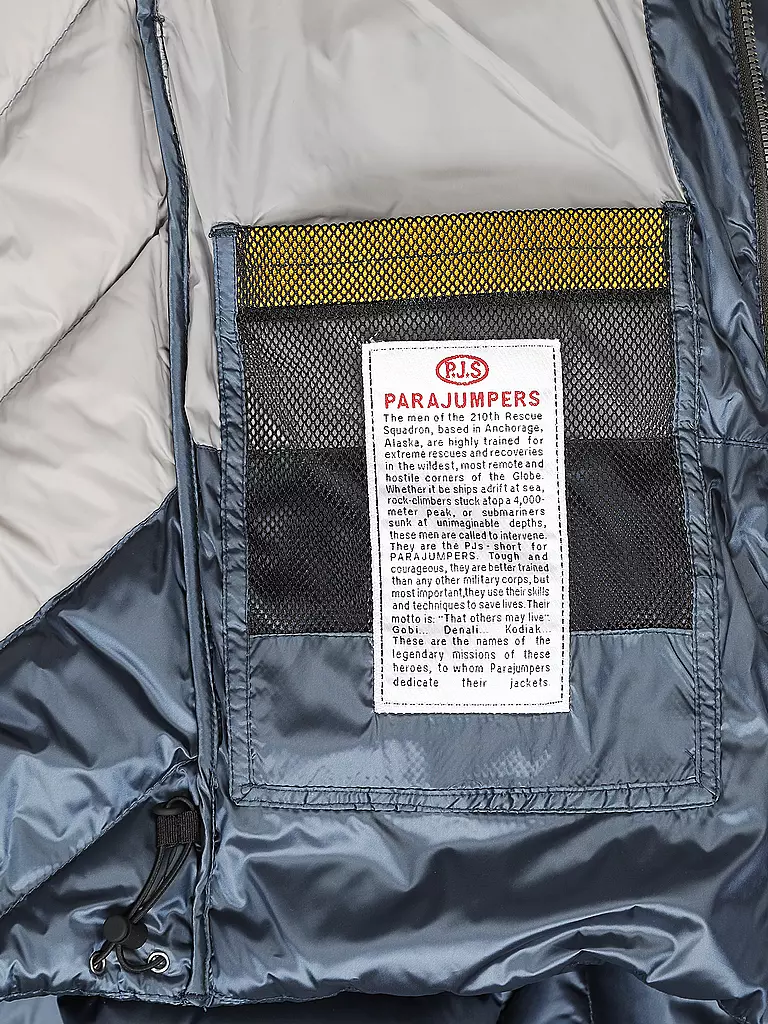 P.J.S
PARAJUMPERS
The men of the 210th Rescue
Squadron, based in Anchorage,
Alaska, are highly trained for
extreme rescues and recoveries
in the wildest, most remote and
hostile corners of the Globe.
Whether it be ships adrift at sea,
rock-climbers stuck atop a 4,000-
meter peak, or submariners
sunk at unimaginable depths,
these men are called to intervene.
They are the PJs - short for
PARAJUMPERS. Tough and
courageous, they are better trained
than any other military corps, but
most important,they use their skills
and techniques to save lives. Their
motto is: "That others may live".
Gobi... Denali... Kodiak...
These are the names of the
legendary missions of these
heroes, to whom Parajumpers
dedicate their jackets.